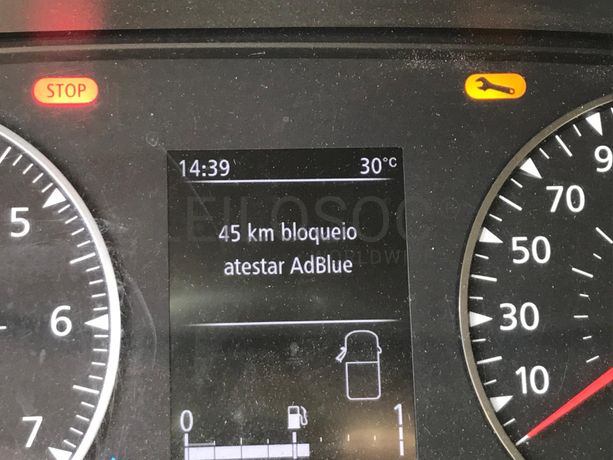 STOP
14:39 30°C
LEILOSOC
45 km bloqueio
atestar AdBlue
5
6
7
90
70
50
30
10
0 1